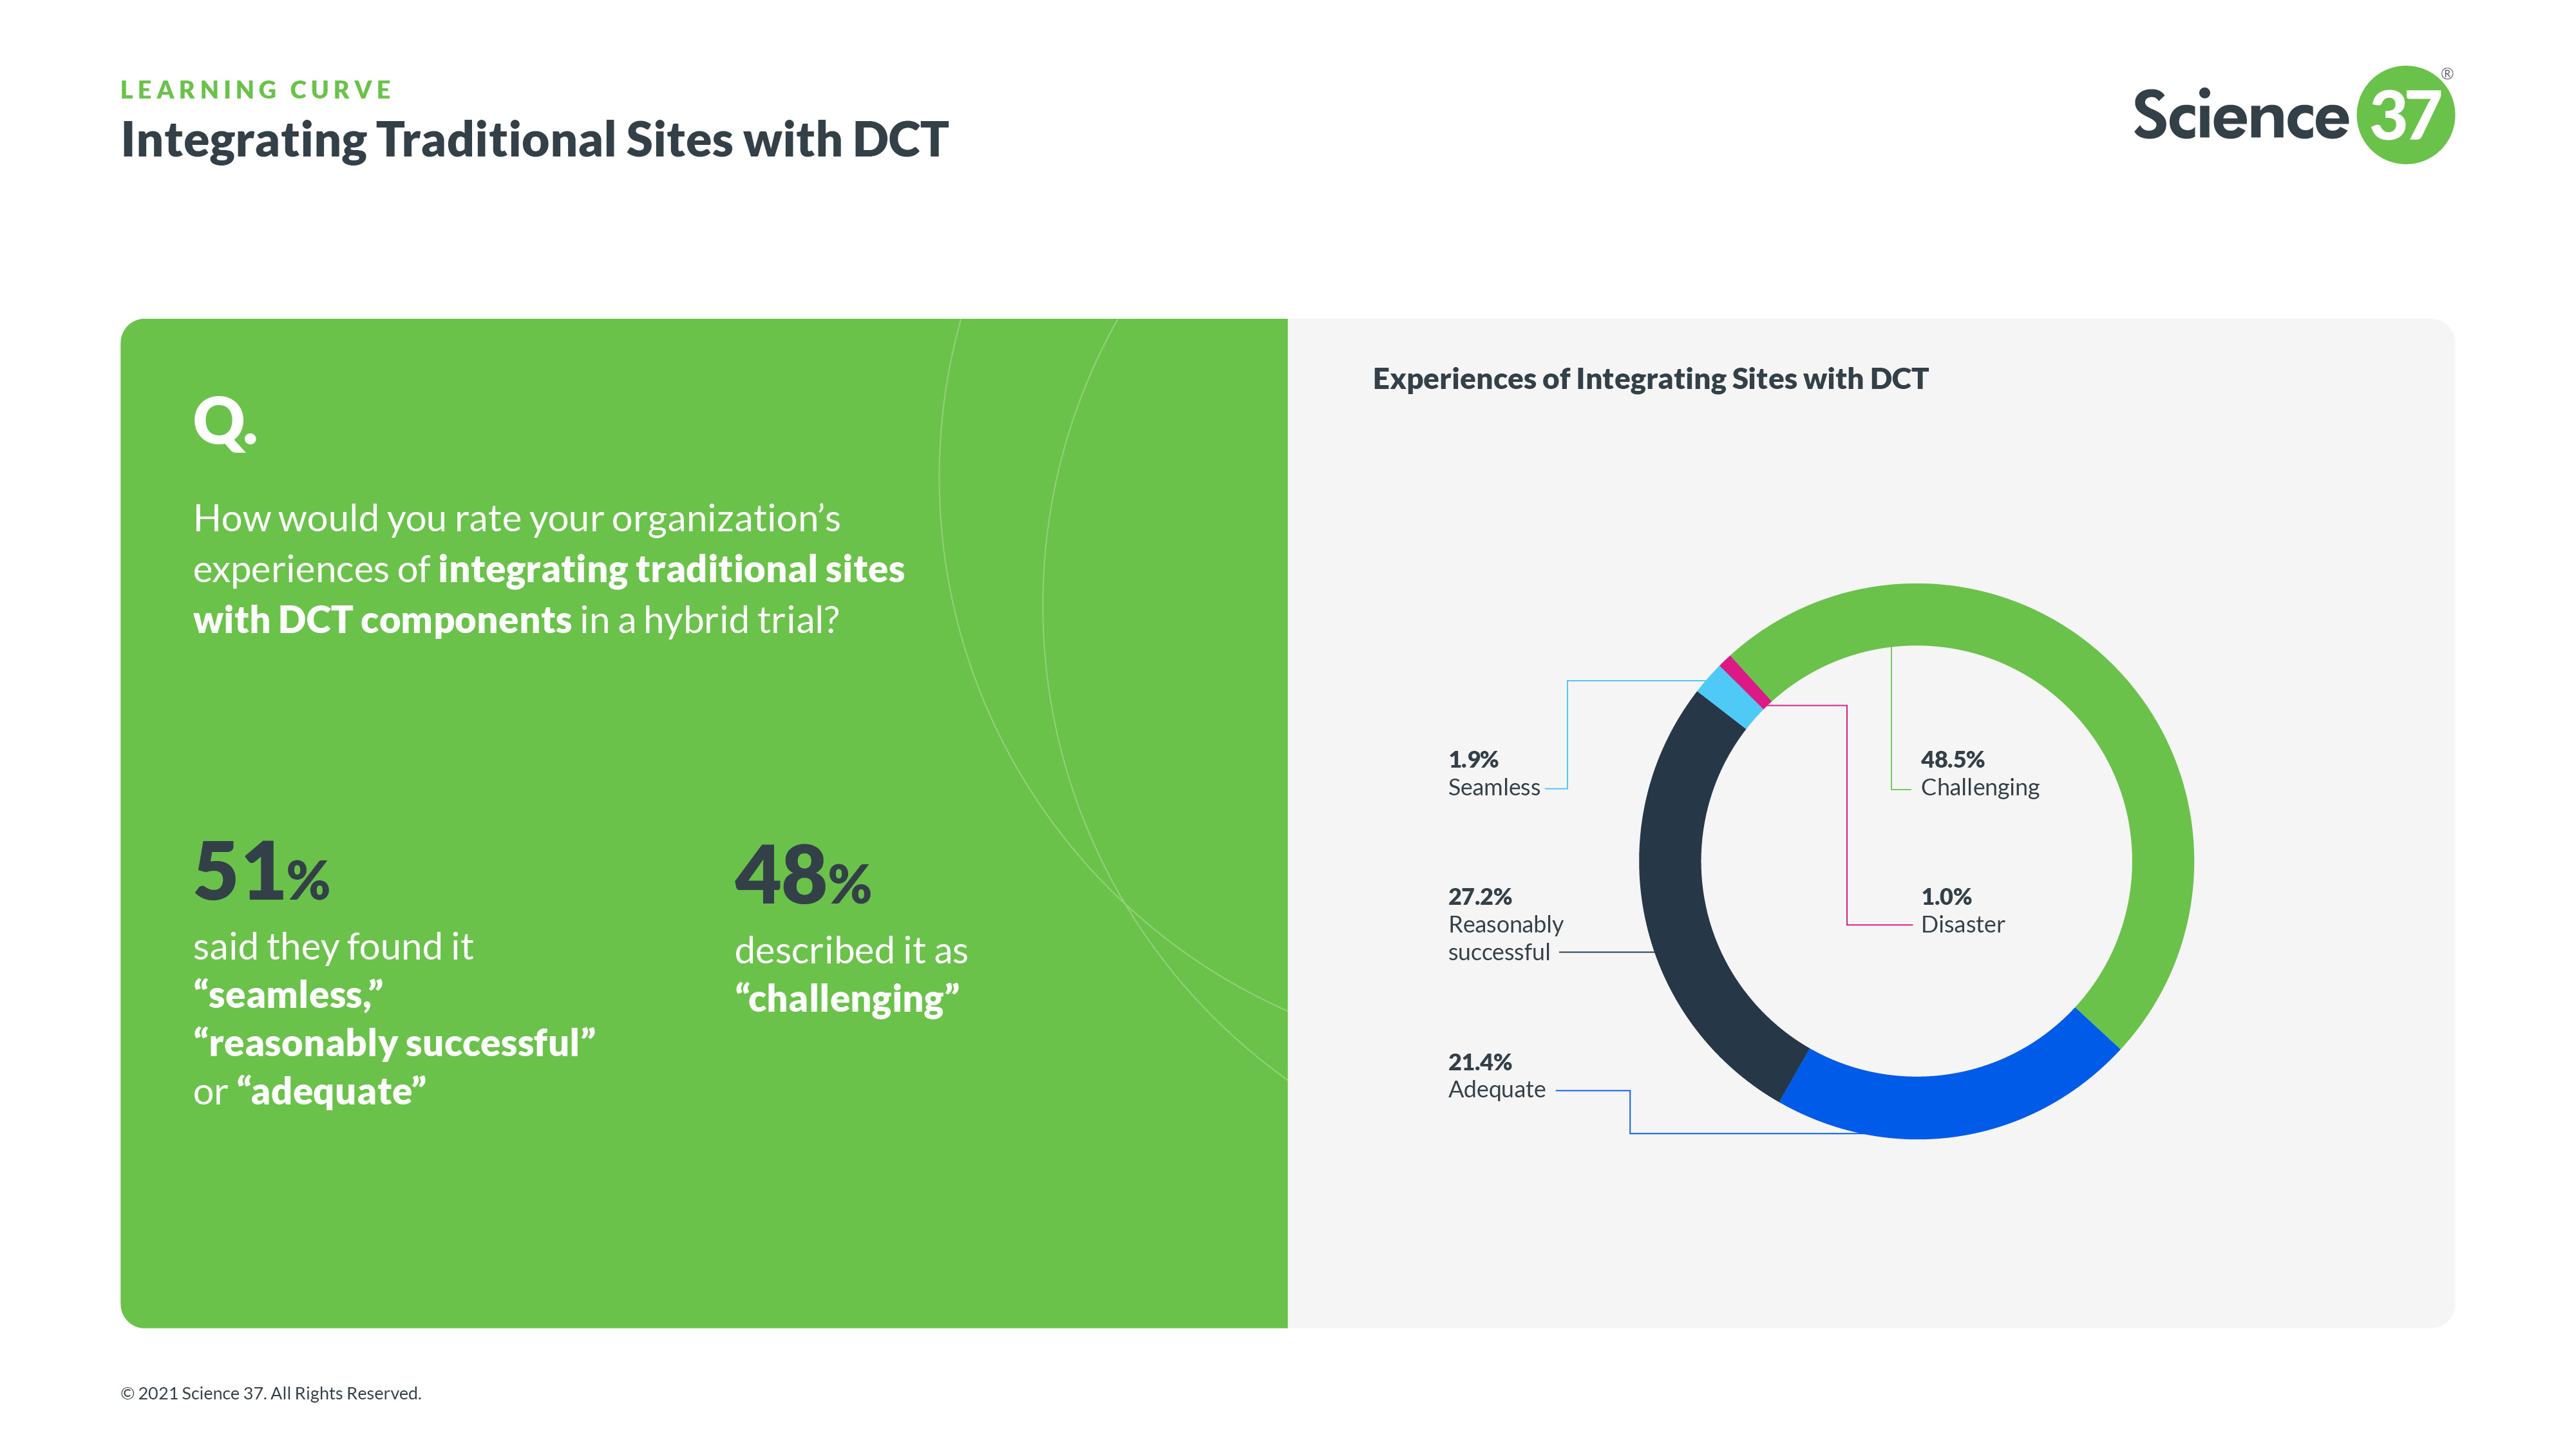 LEARNING CURVE
Integrating Traditional Sites with DCT
Science 37®
Q.
How would you rate your organization’s
experiences of integrating traditional sites
with DCT components in a hybrid trial?
51%
said they found it
“seamless,”
“reasonably successful”
or “adequate”
48%
described it as
“challenging”
Experiences of Integrating Sites with DCT
1.9%
Seamless
27.2%
Reasonably
successful
21.4%
Adequate
48.5%
Challenging
1.0%
Disaster
© 2021 Science 37. All Rights Reserved.